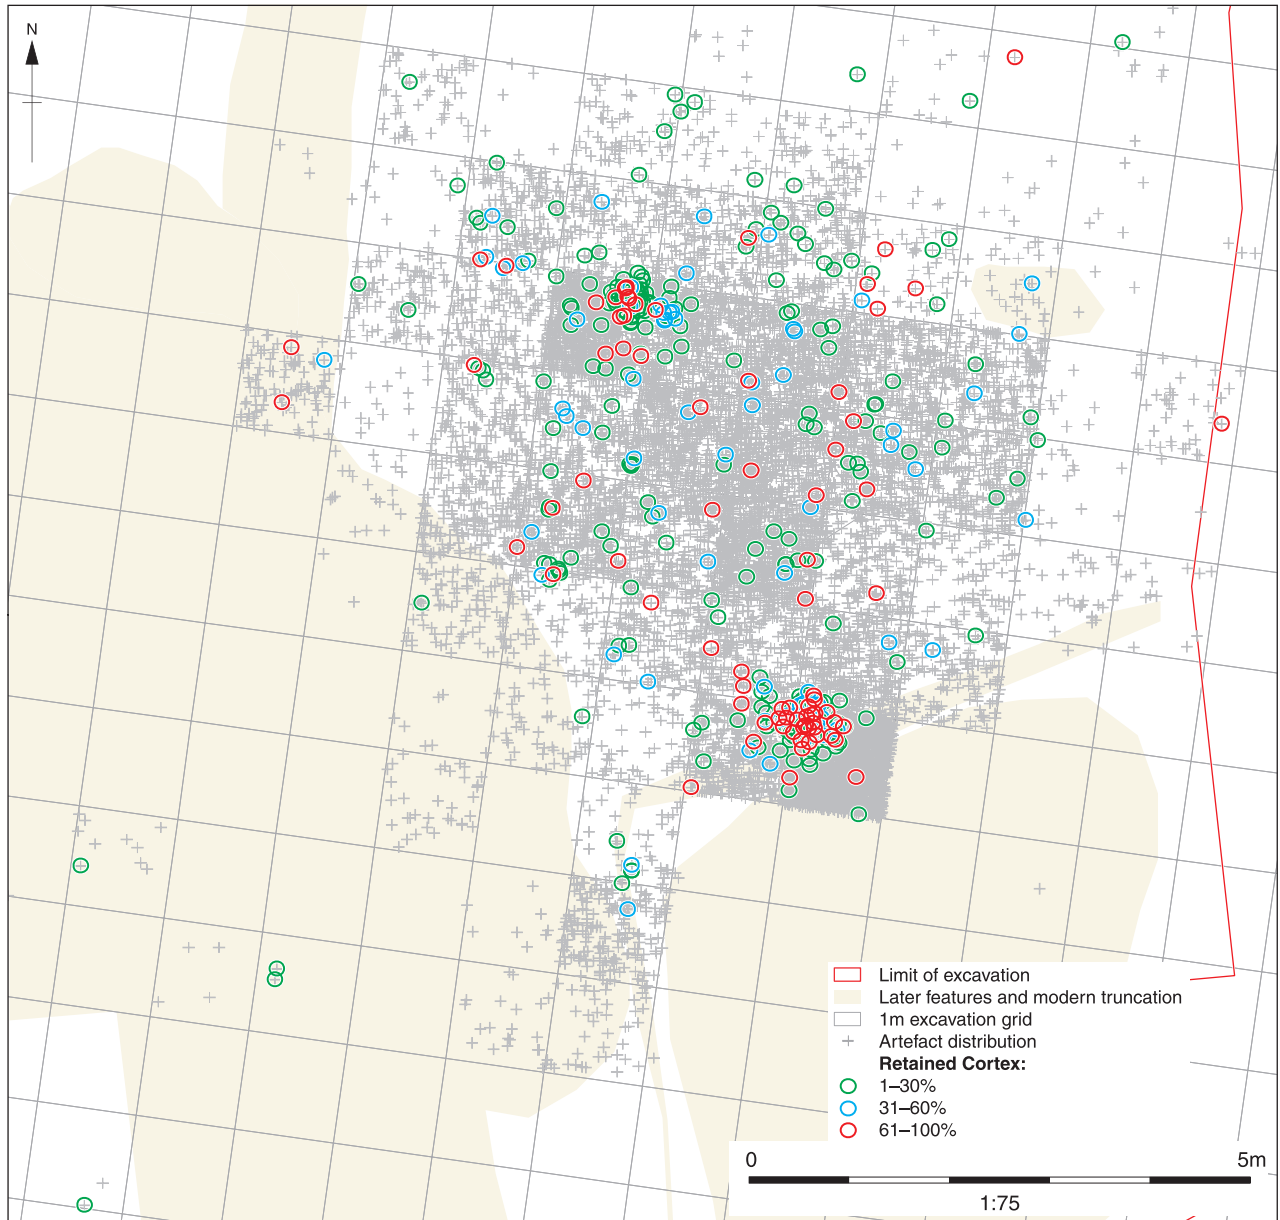 N
Limit of excavation
Later features and modern truncation
1m excavation grid
Artefact distribution
Retained Cortex:
1–30%
31–60%
61–100%
0 5m
1:75